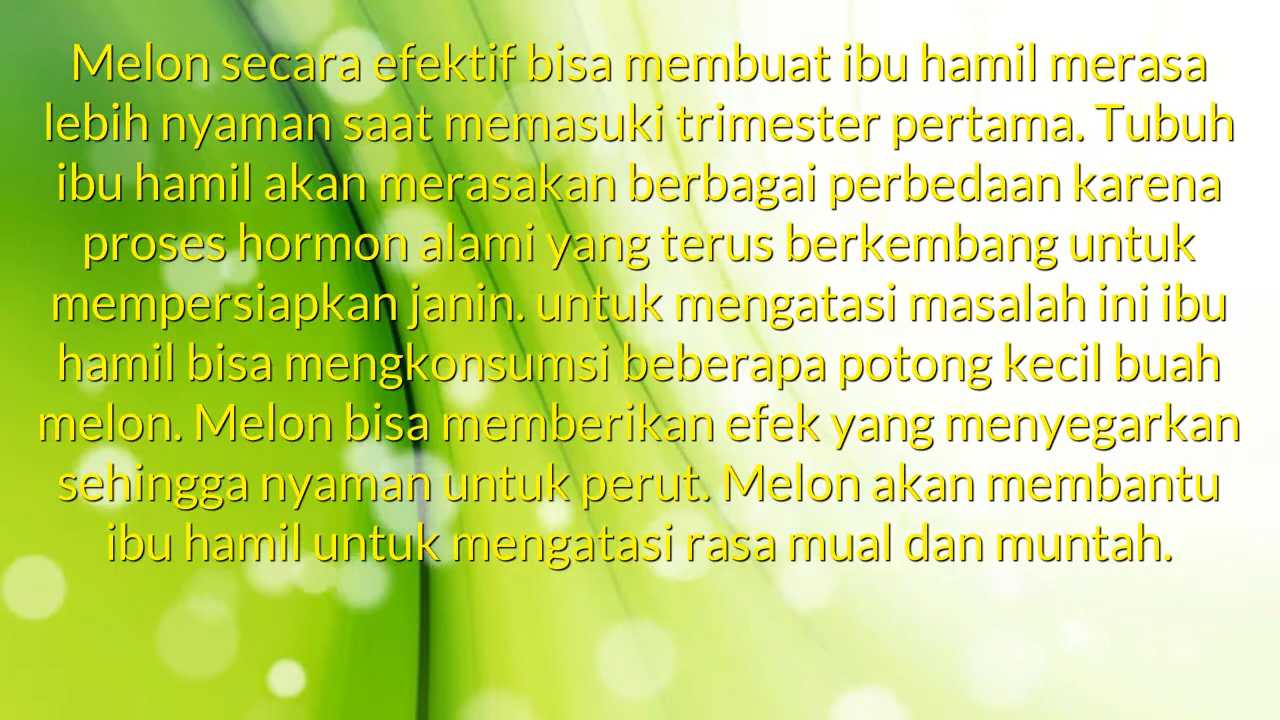 Melon secara efektif bisa membuat ibu hamil merasa
lebih nyaman saat memasuki trimester pertama. Tubuh
ibu hamil akan merasakan berbagai perbedaan karena
proses hormon alami yang terus berkembang untuk
mempersiapkan janin. untuk mengatasi masalah ini ibu
hamil bisa mengkonsumsi beberapa potong kecil buah
melon. Melon bisa memberikan efek yang menyegarkan
sehingga nyaman untuk perut. Melon akan membantu
ibu hamil untuk mengatasi rasa mual dan muntah.